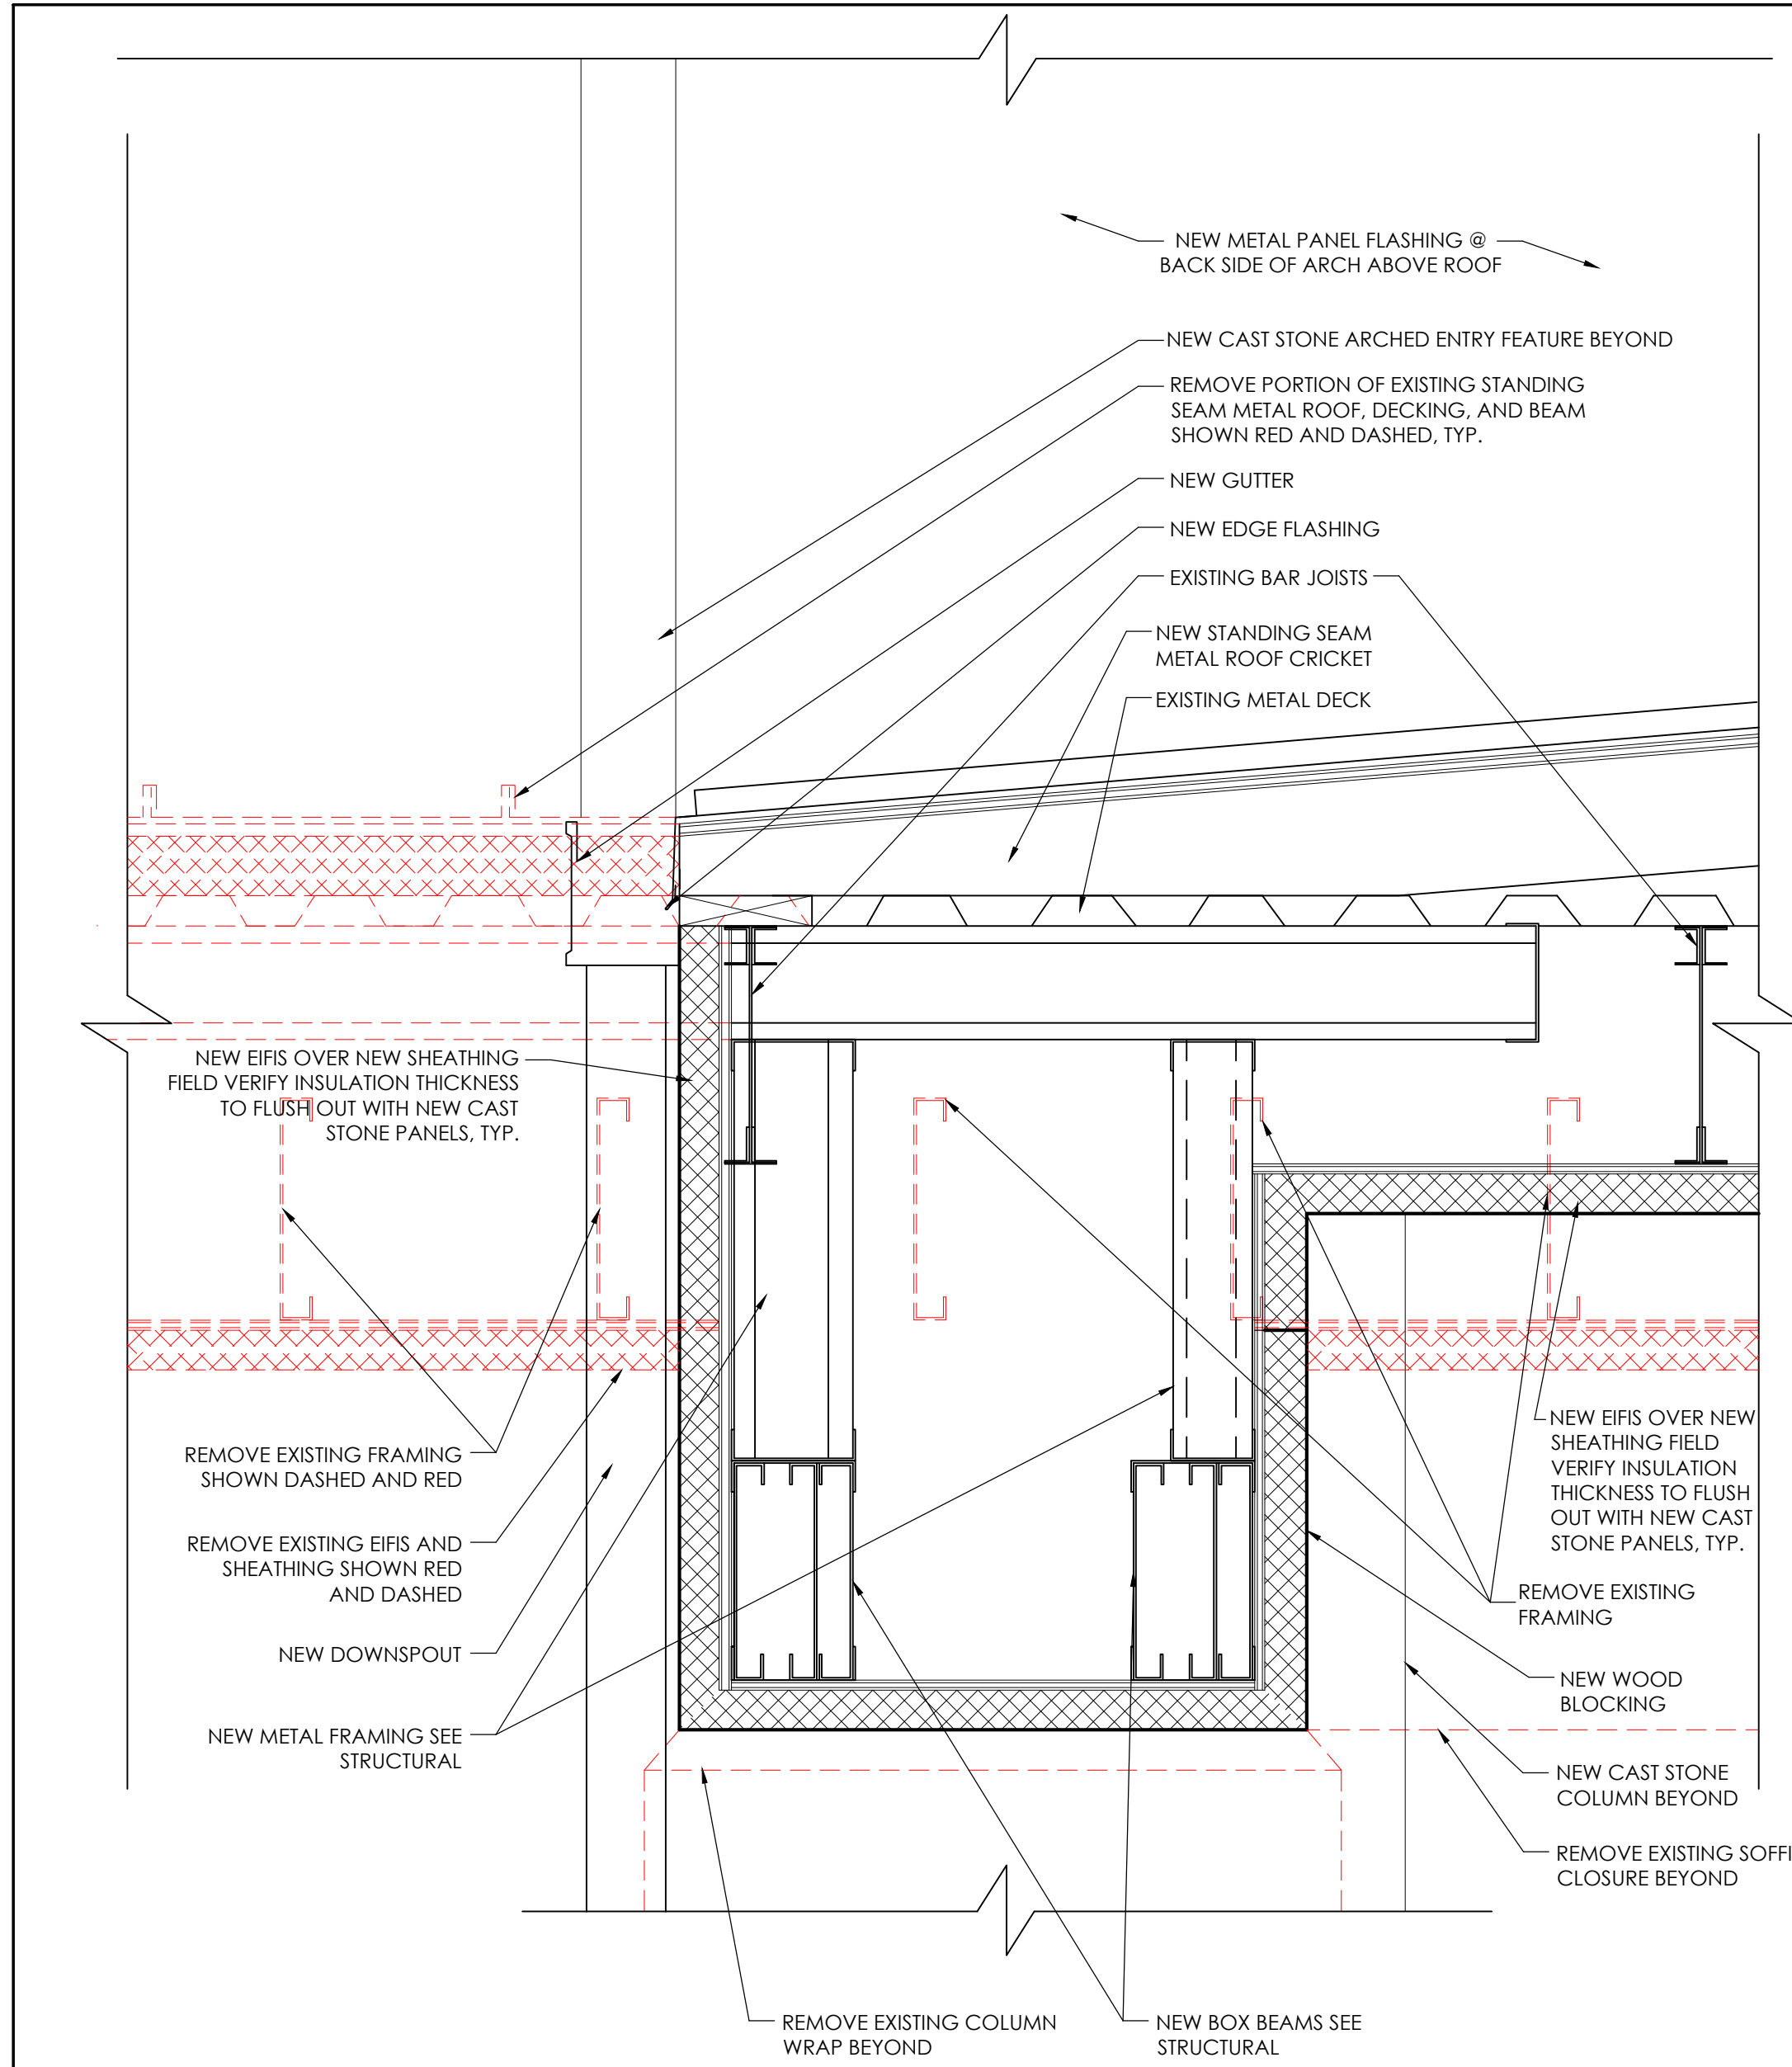 NEW METAL PANEL FLASHING @
BACK SIDE OF ARCH ABOVE ROOF
NEW CAST STONE ARCHED ENTRY FEATURE BEYOND
REMOVE PORTION OF EXISTING STANDING
SEAM METAL ROOF, DECKING, AND BEAM
SHOWN RED AND DASHED, TYP.
NEW GUTTER
NEW EDGE FLASHING
EXISTING BAR JOISTS
NEW STANDING SEAM
METAL ROOF CRICKET
EXISTING METAL DECK
NEW EIFIS OVER NEW SHEATHING
FIELD VERIFY INSULATION THICKNESS
TO FLUSH OUT WITH NEW CAST
STONE PANELS, TYP.
REMOVE EXISTING FRAMING
SHOWN DASHED AND RED
REMOVE EXISTING EIFIS AND
SHEATHING SHOWN RED
AND DASHED
NEW DOWNSPOUT
NEW METAL FRAMING SEE
STRUCTURAL
NEW EIFIS OVER NEW
SHEATHING FIELD
VERIFY INSULATION
THICKNESS TO FLUSH
OUT WITH NEW CAST
STONE PANELS, TYP.
REMOVE EXISTING
FRAMING
NEW WOOD
BLOCKING
NEW CAST STONE
COLUMN BEYOND
REMOVE EXISTING SOFFI
CLOSURE BEYOND
REMOVE EXISTING COLUMN
WRAP BEYOND
NEW BOX BEAMS SEE
STRUCTURAL